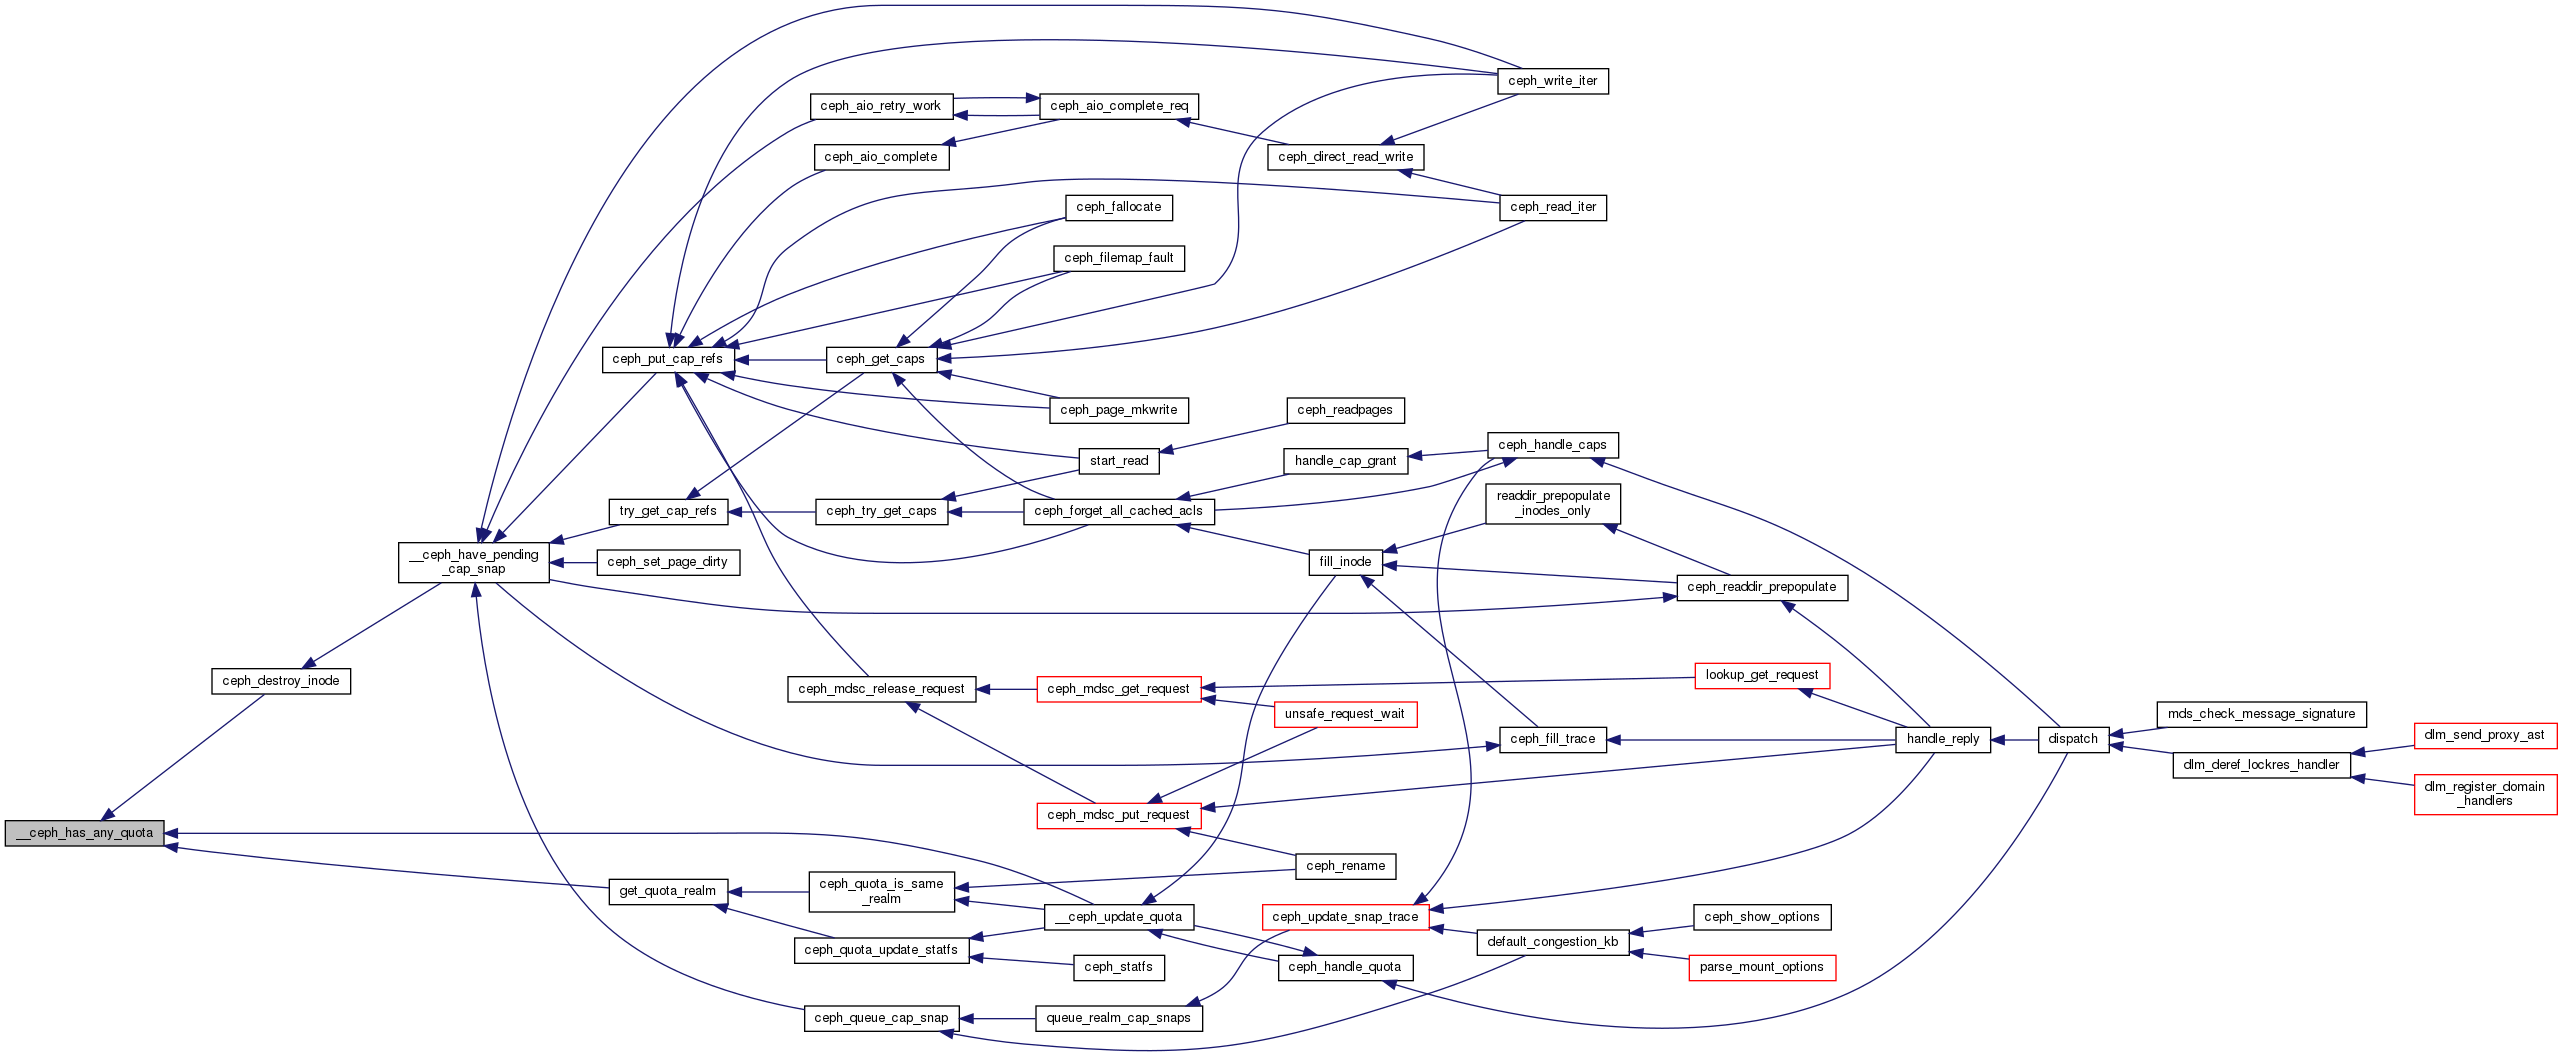 ceph_write_iter
ceph_aio_retry_work
ceph_aio_complete_req
ceph_aio_complete
ceph_direct_read_write
ceph_fallocate
ceph_read_iter
ceph_filemap_fault
ceph_put_cap_refs
ceph_get_caps
ceph_page_mkwrite
ceph_readpages
ceph_handle_caps
start_read
handle_cap_grant
readdir_prepopulate
_inodes_only
try_get_cap_refs
ceph_try_get_caps
ceph_forget_all_cached_acls
__ceph_have_pending
_cap_snap
ceph_set_page_dirty
fill_inode
ceph_readdir_prepopulate
ceph_destroy_inode
ceph_mdsc_release_request
ceph_mdsc_get_request
lookup_get_request
unsafe_request_wait
mds_check_message_signature
ceph_fill_trace
handle_reply
dispatch
dlm_send_proxy_ast
dlm_deref_lockres_handler
dlm_register_domain
_handlers
ceph_mdsc_put_request
__ceph_has_any_quota
ceph_rename
get_quota_realm
ceph_quota_is_same
_realm
__ceph_update_quota
ceph_update_snap_trace
ceph_show_options
default_congestion_kb
ceph_quota_update_statfs
ceph_statfs
ceph_handle_quota
parse_mount_options
ceph_queue_cap_snap
queue_realm_cap_snaps